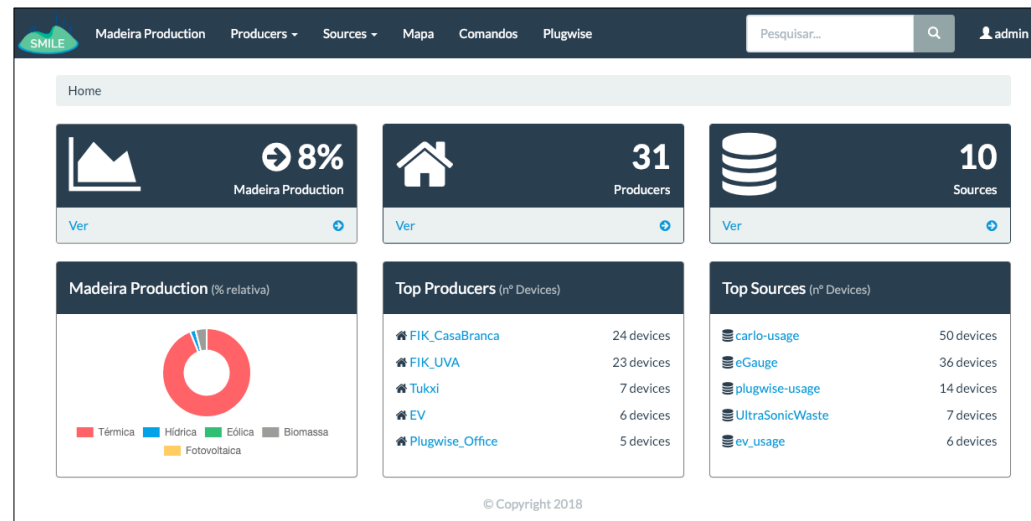 SMILE Madeira Production Producers Sources Mapa Comandos Plugwise Pesquisar... admin
Home
8%
Madeira Production
Ver
31
Producers
Ver
10
Sources
Ver
Madeira Production (% relativa)
Térmica Hídrica Eólica Biomassa
Fotovoltaica
Top Producers (nº Devices)
FIK_CasaBranca 24 devices
FIK_UVA 23 devices
Tukxi 7 devices
EV 6 devices
Plugwise_Office 5 devices
Top Sources (nº Devices)
carlo-usage 50 devices
eGauge 36 devices
plugwise-usage 14 devices
UltraSonicWaste 7 devices
ev_usage 6 devices
© Copyright 2018